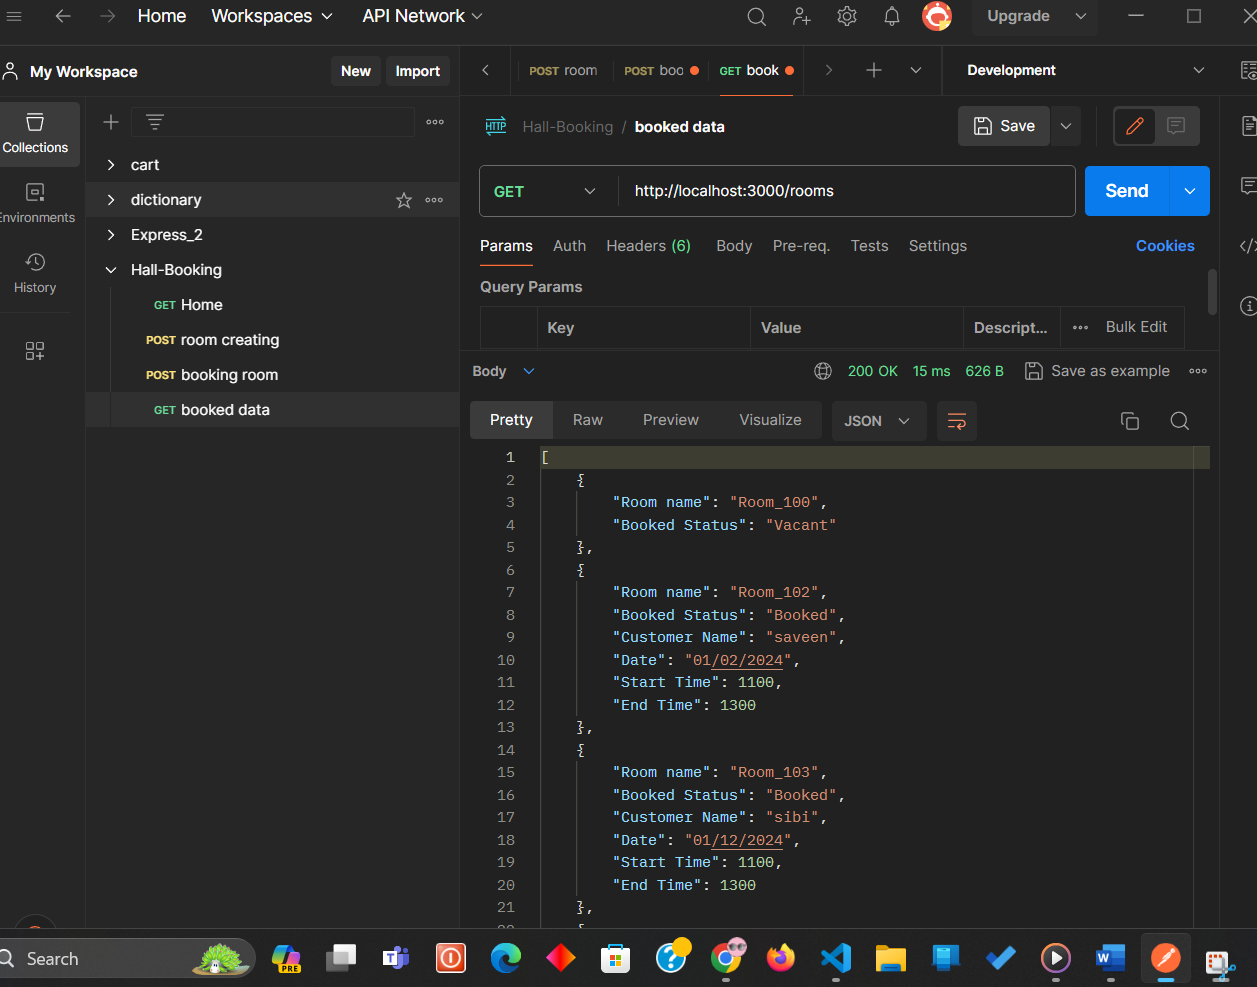 Home Workspaces API Network Upgrade
My Workspace New Import POST room POST boo GET book Development
Collections
Environments
History
cart
dictionary
Express_2
Hall-Booking
GET Home
POST room creating
POST booking room
GET booked data
HTTP Hall-Booking / booked data Save
GET http://localhost:3000/rooms Send
Params Auth Headers (6) Body Pre-req. Tests Settings Cookies
Query Params
Key Value Descript... Bulk Edit
Body 200 OK 15 ms 626 B Save as example
Pretty Raw Preview Visualize JSON
1 [
2 {
3 "Room name": "Room_100",
4 "Booked Status": "Vacant"
5 },
6 {
7 "Room name": "Room_102",
8 "Booked Status": "Booked",
9 "Customer Name": "saveen",
10 "Date": "01/02/2024",
11 "Start Time": 1100,
12 "End Time": 1300
13 },
14 {
15 "Room name": "Room_103",
16 "Booked Status": "Booked",
17 "Customer Name": "sibi",
18 "Date": "01/12/2024",
19 "Start Time": 1100,
20 "End Time": 1300
21 },
Search PRE